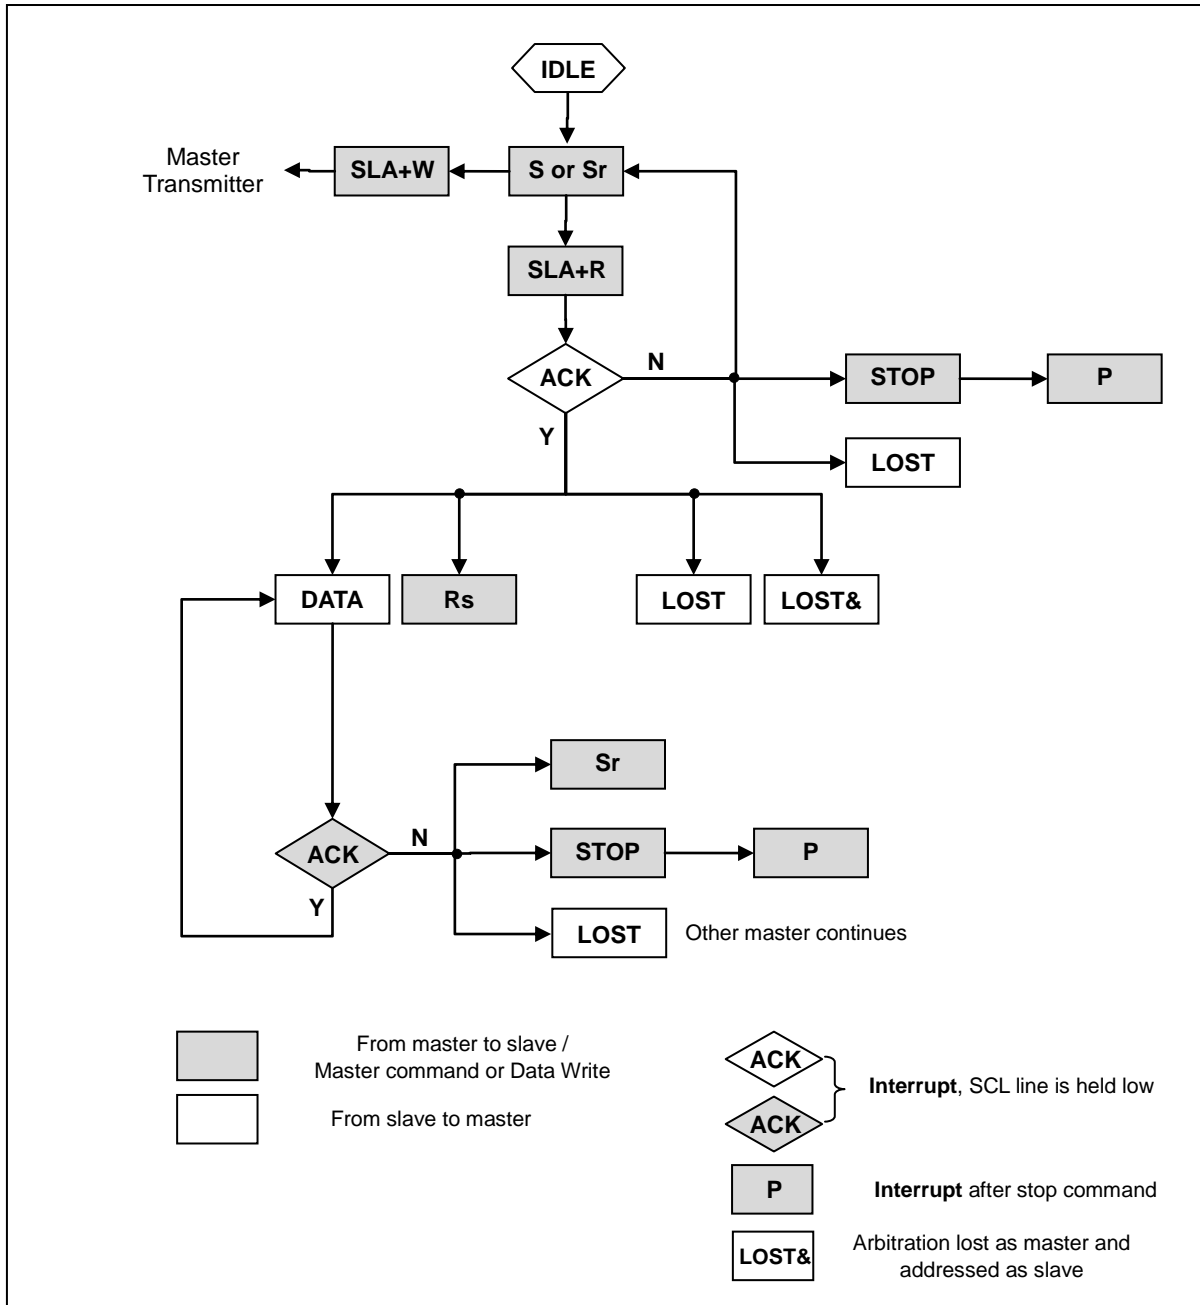 IDLE
Master
Transmitter
SLA+W
S or Sr
SLA+R
ACK
N
STOP
P
Y
LOST
DATA
Rs
LOST
LOST&
Sr
ACK
N
STOP
P
Y
LOST
Other master continues
From master to slave /
Master command or Data Write
From slave to master
ACK
ACK
Interrupt, SCL line is held low
P
Interrupt after stop command
LOST&
Arbitration lost as master and
addressed as slave